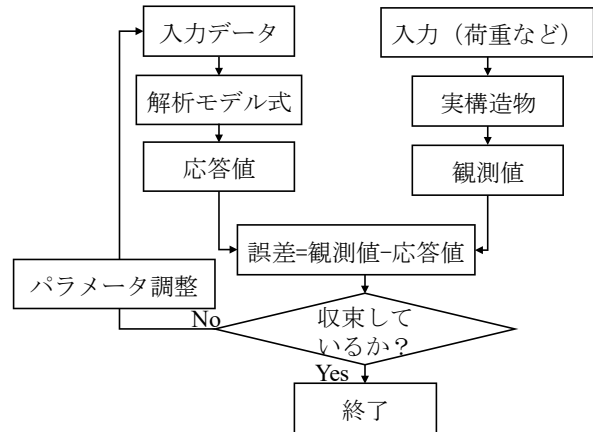 入力データ
入力（荷重など）
解析モデル式
実構造物
応答値
観測値
誤差=観測値−応答値
パラメータ調整
No
収束して
いるか？
Yes
終了